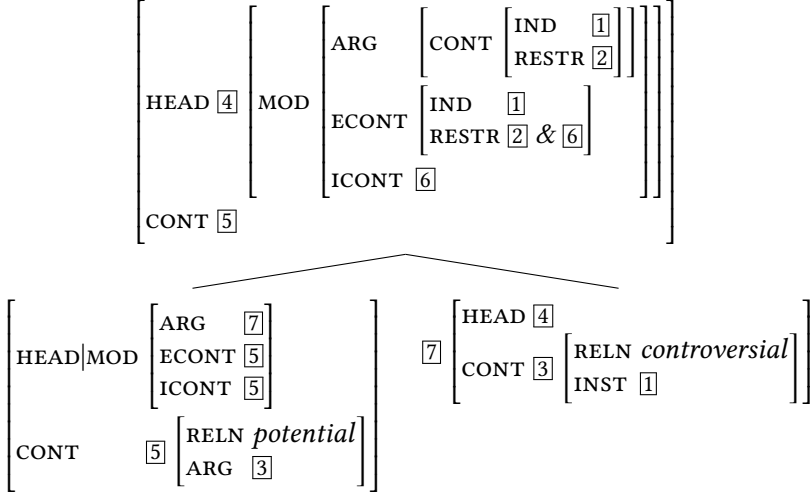 IND 1
ARG CONT
RESTR 2
HEAD 4 MOD
IND 1
ECONT
RESTR 2 & 6
ICONT 6
CONT 5
ARG 7
HEAD|MOD ECONT 5
ICONT 5
RELN potential
CONT 5
ARG 3
HEAD 4
7
RELN controversial
CONT 3
INST 1